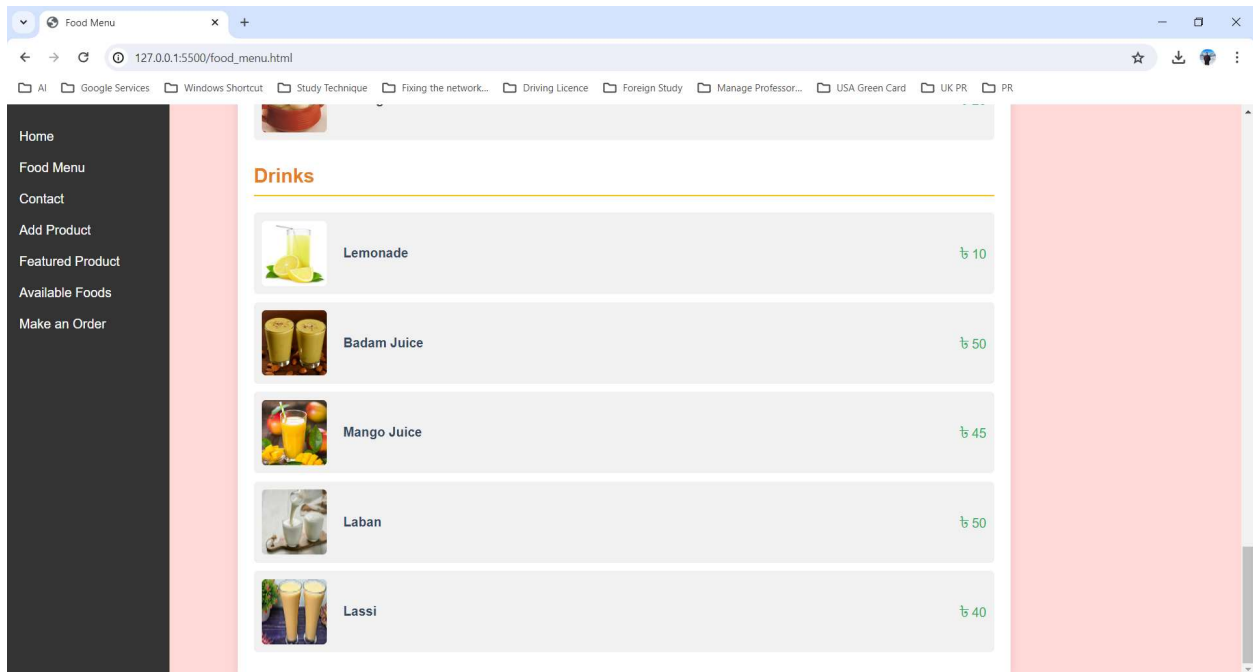 Food Menu
127.0.0.1:5500/food_menu.html
AI Google Services Windows Shortcut Study Technique Fixing the network... Driving Licence Foreign Study Manage Professor... USA Green Card UK PR PR
Home
Food Menu
Contact
Add Product
Featured Product
Available Foods
Make an Order
Drinks
Lemonade ৳ 10
Badam Juice ৳ 50
Mango Juice ৳ 45
Laban ৳ 50
Lassi ৳ 40